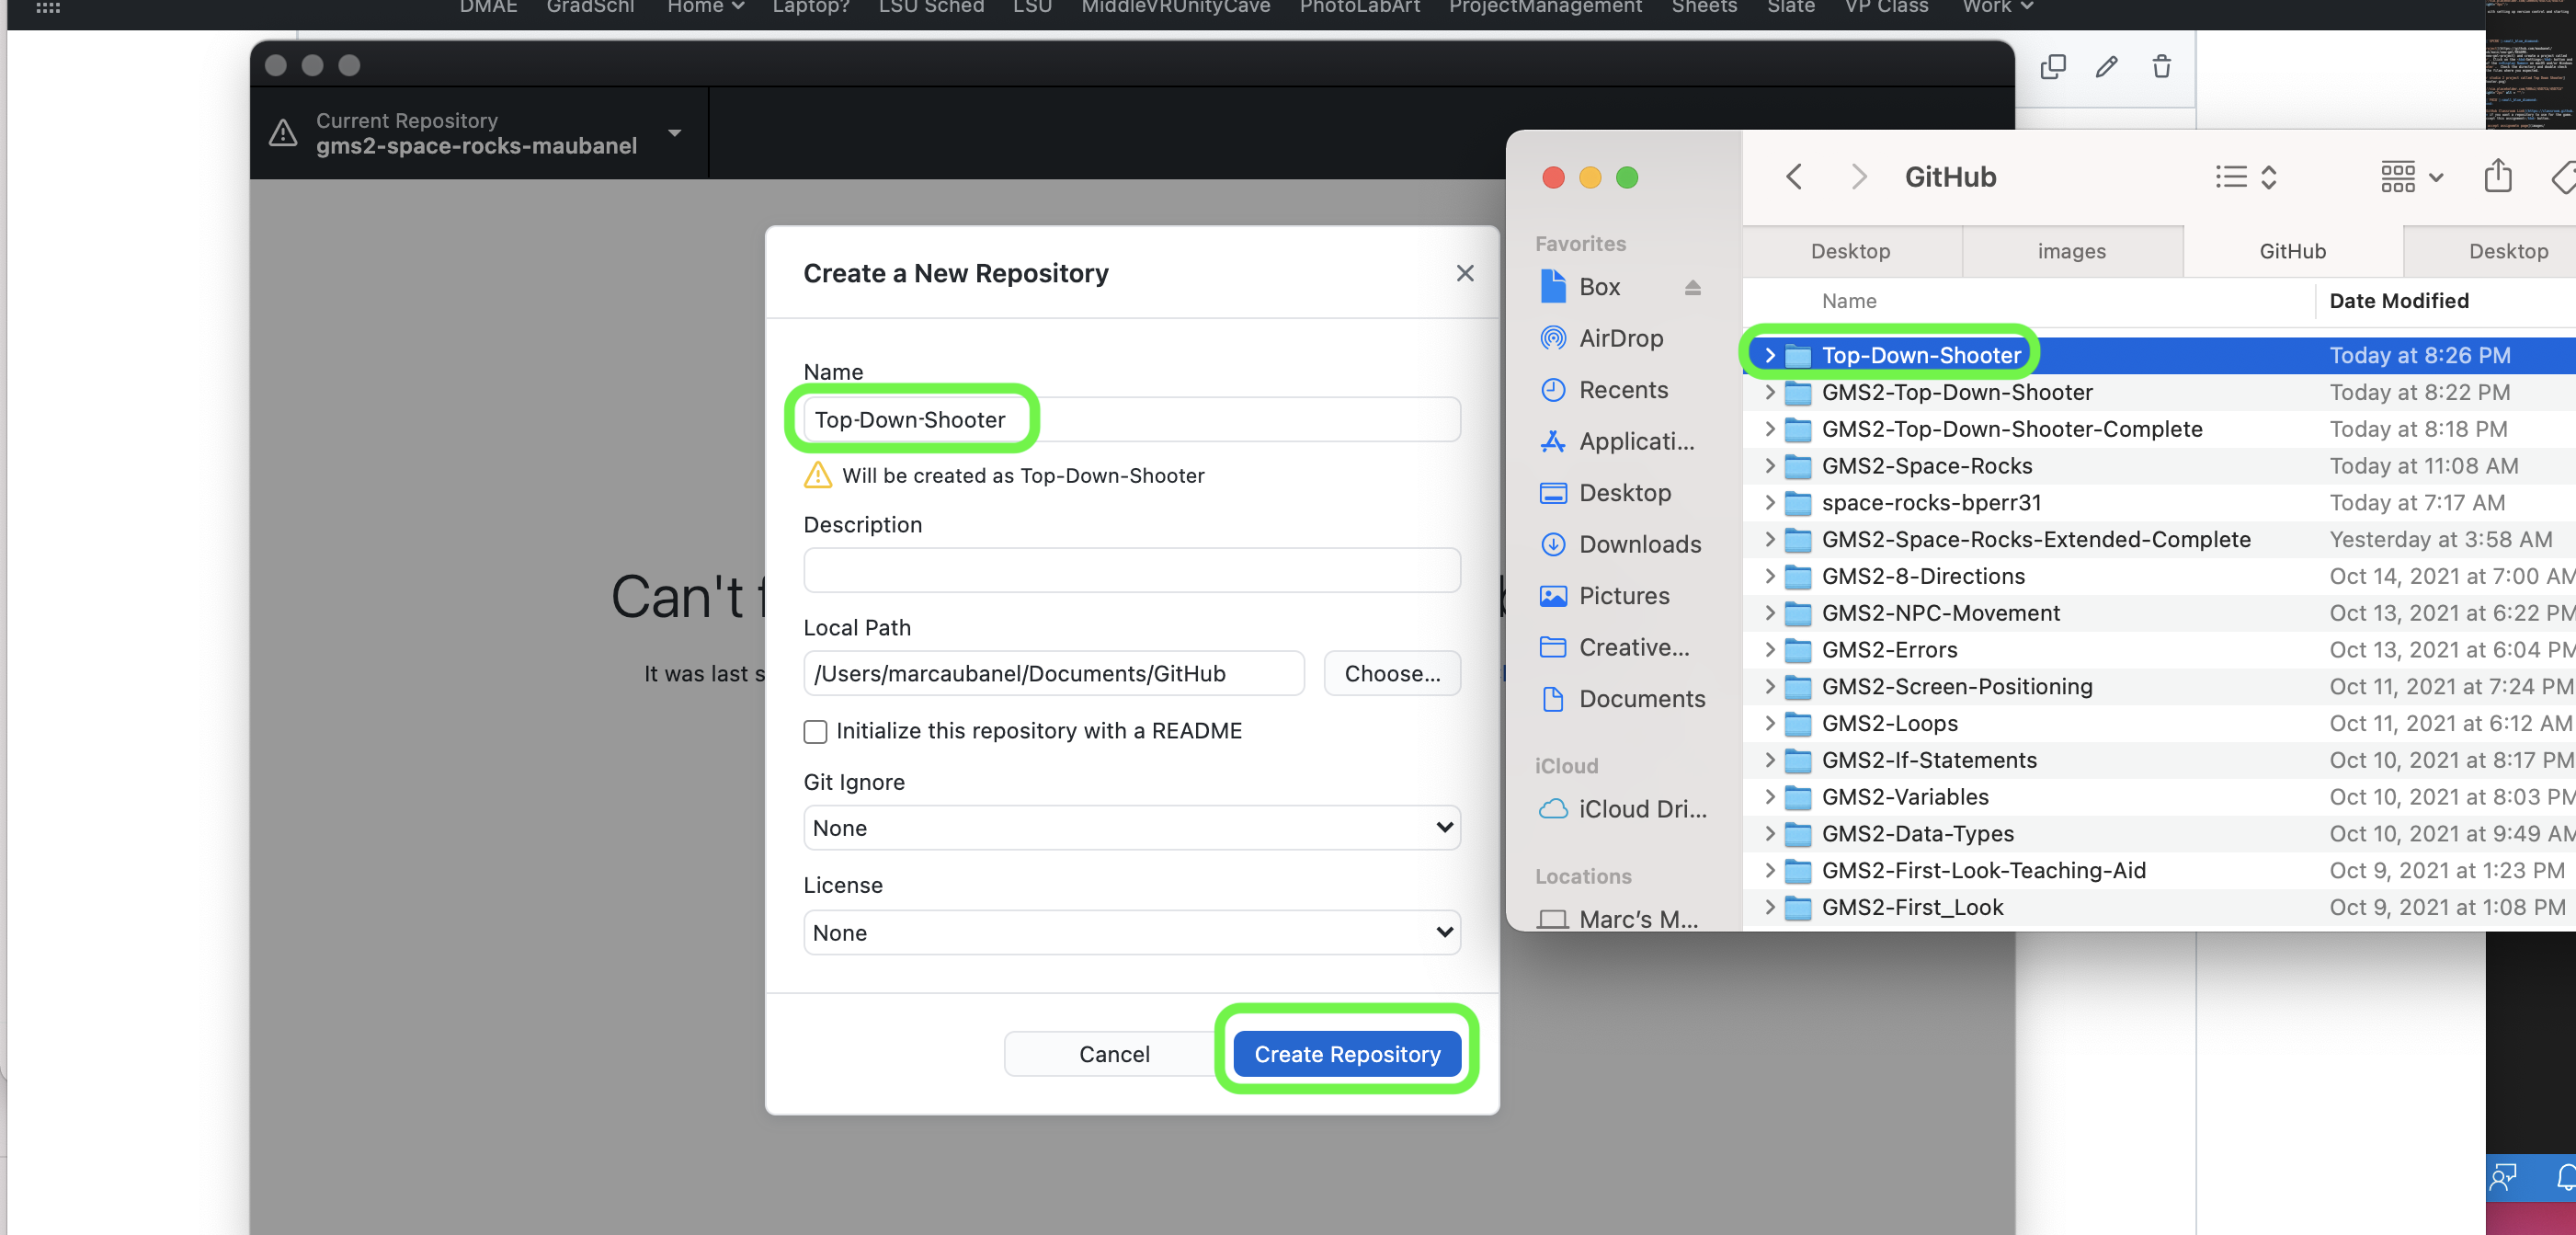 DMAE GradSchl Home Laptop? LSU Sched LSU MiddleVRUnityCave PhotoLabArt ProjectManagement Sheets Slate VP Class Work
Current Repository
gms2-space-rocks-maubanel
Can't f
It was last s
Create a New Repository
Name
Top-Down-Shooter
Will be created as Top-Down-Shooter
Description
Local Path
/Users/marcaubanel/Documents/GitHub
Choose...
Initialize this repository with a README
Git Ignore
None
License
None
Cancel
Create Repository
GitHub
Favorites
Box
AirDrop
Recents
Applicati...
Desktop
Downloads
Pictures
Creative...
Documents
iCloud
iCloud Dri...
Locations
Marc's M...
Desktop images GitHub Desktop
Name Date Modified
Top-Down-Shooter Today at 8:26 PM
GMS2-Top-Down-Shooter Today at 8:22 PM
GMS2-Top-Down-Shooter-Complete Today at 8:18 PM
GMS2-Space-Rocks Today at 11:08 AM
space-rocks-bperr31 Today at 7:17 AM
GMS2-Space-Rocks-Extended-Complete Yesterday at 3:58 AM
GMS2-8-Directions Oct 14, 2021 at 7:00 AM
GMS2-NPC-Movement Oct 13, 2021 at 6:22 PM
GMS2-Errors Oct 13, 2021 at 6:04 PM
GMS2-Screen-Positioning Oct 11, 2021 at 7:24 PM
GMS2-Loops Oct 11, 2021 at 6:12 AM
GMS2-If-Statements Oct 10, 2021 at 8:17 PM
GMS2-Variables Oct 10, 2021 at 8:03 PM
GMS2-Data-Types Oct 10, 2021 at 9:49 AM
GMS2-First-Look-Teaching-Aid Oct 9, 2021 at 1:23 PM
GMS2-First_Look Oct 9, 2021 at 1:08 PM